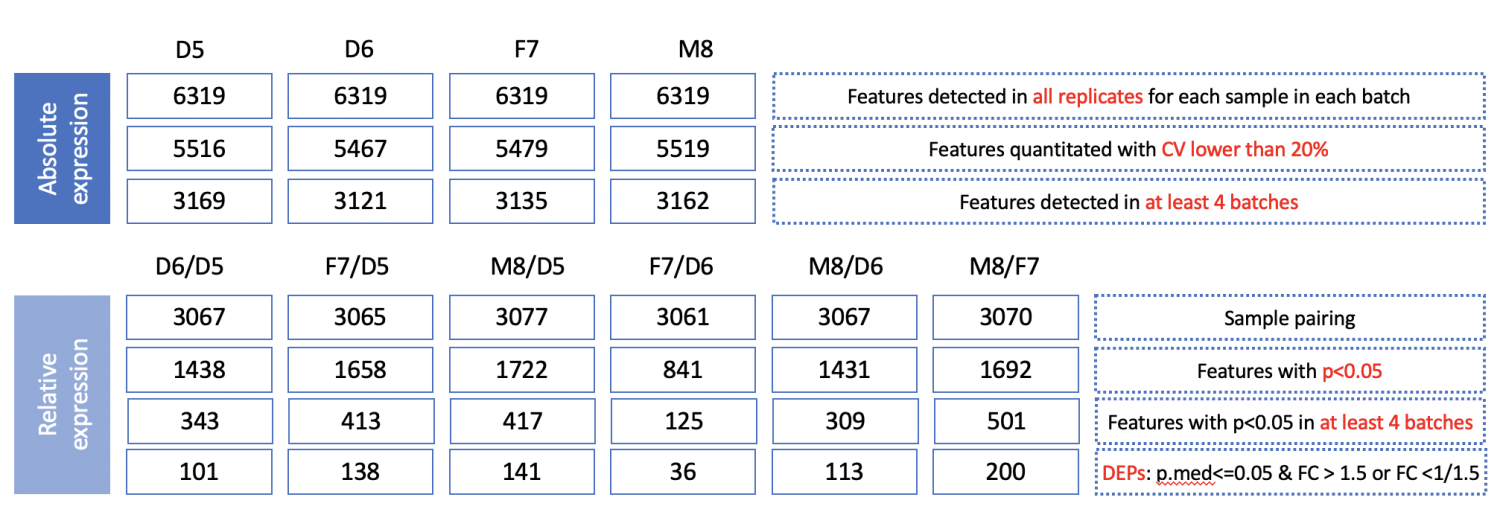 D5 D6 F7 M8
Absolute
expression
6319 6319 6319 6319 Features detected in all replicates for each sample in each batch
5516 5467 5479 5519 Features quantitated with CV lower than 20%
3169 3121 3135 3162 Features detected in at least 4 batches
D6/D5 F7/D5 M8/D5 F7/D6 M8/D6 M8/F7
Relative
expression
3067 3065 3077 3061 3067 3070 Sample pairing
1438 1658 1722 841 1431 1692 Features with p<0.05
343 413 417 125 309 501 Features with p<0.05 in at least 4 batches
101 138 141 36 113 200 DEPs: p.med<=0.05 & FC > 1.5 or FC <1/1.5